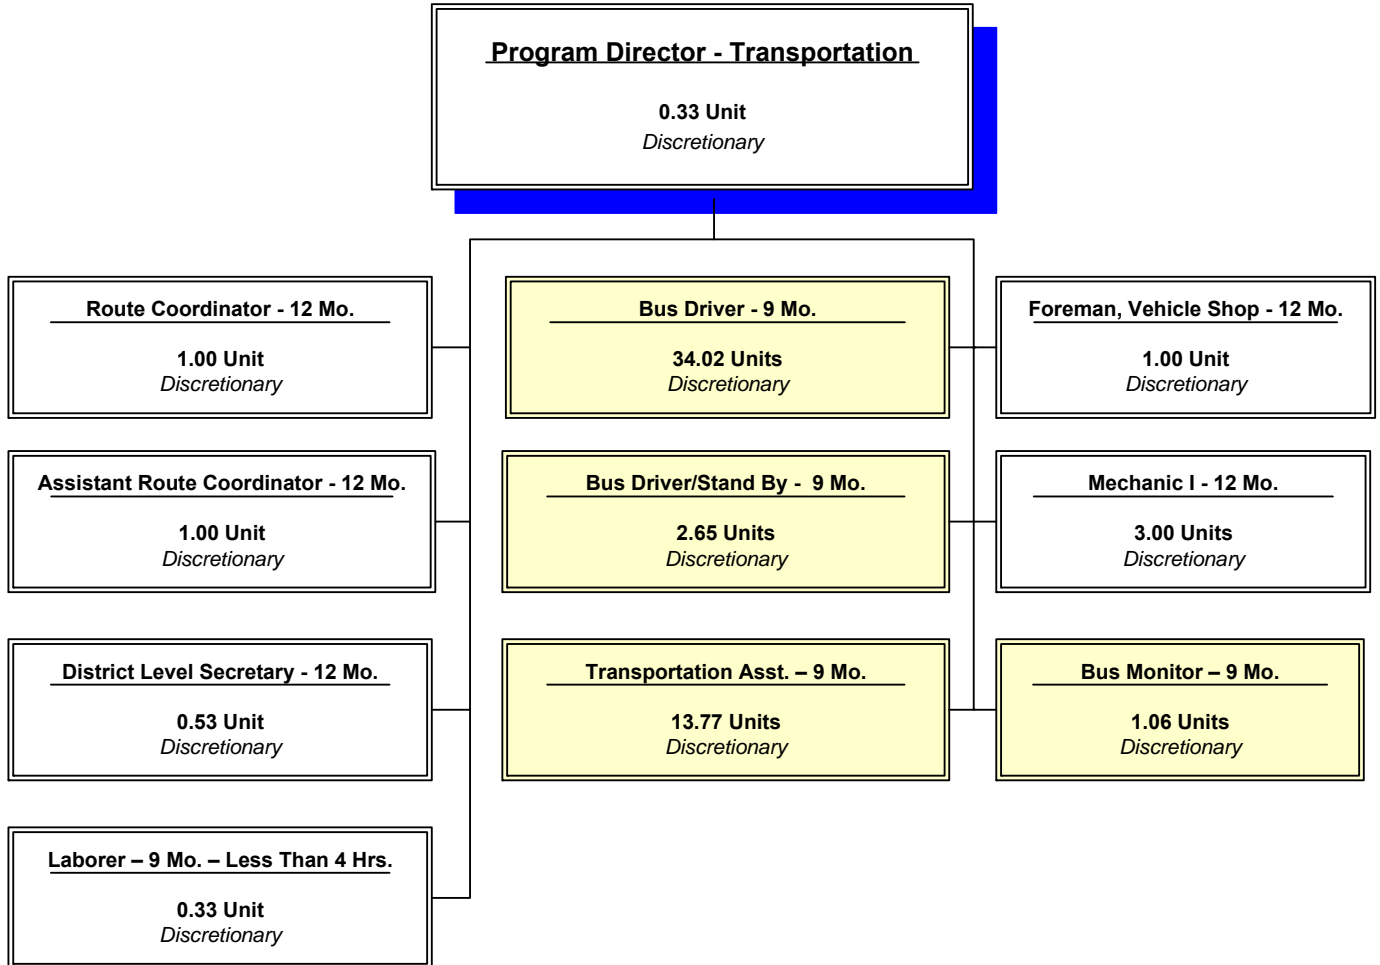 Program Director - Transportation
0.33 Unit
Discretionary
Route Coordinator - 12 Mo.
1.00 Unit
Discretionary
Bus Driver - 9 Mo.
34.02 Units
Discretionary
Foreman, Vehicle Shop - 12 Mo.
1.00 Unit
Discretionary
Assistant Route Coordinator - 12 Mo.
1.00 Unit
Discretionary
Bus Driver/Stand By - 9 Mo.
2.65 Units
Discretionary
Mechanic I - 12 Mo.
3.00 Units
Discretionary
District Level Secretary - 12 Mo.
0.53 Unit
Discretionary
Transportation Asst. – 9 Mo.
13.77 Units
Discretionary
Bus Monitor – 9 Mo.
1.06 Units
Discretionary
Laborer – 9 Mo. – Less Than 4 Hrs.
0.33 Unit
Discretionary